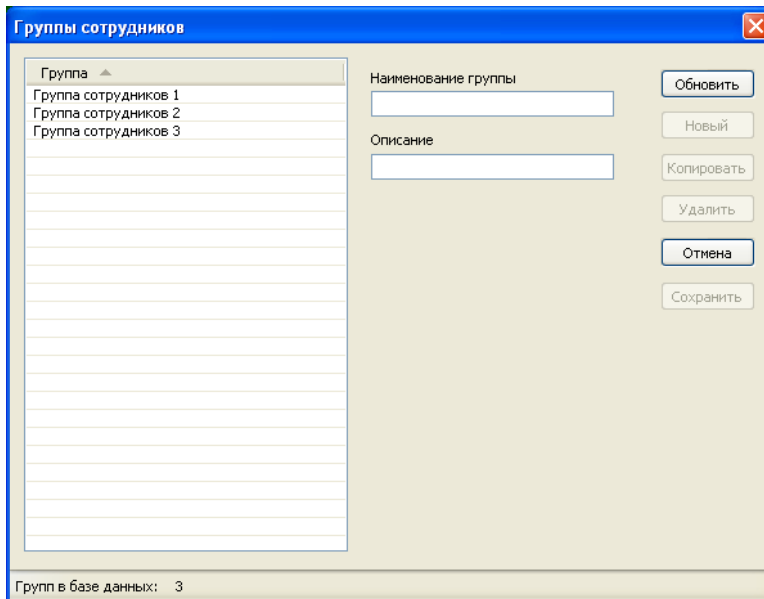 Группы сотрудников
Группа
Группа сотрудников 1
Группа сотрудников 2
Группа сотрудников 3
Наименование группы
Описание
Обновить
Новый
Копировать
Удалить
Отмена
Сохранить
Групп в базе данных: 3